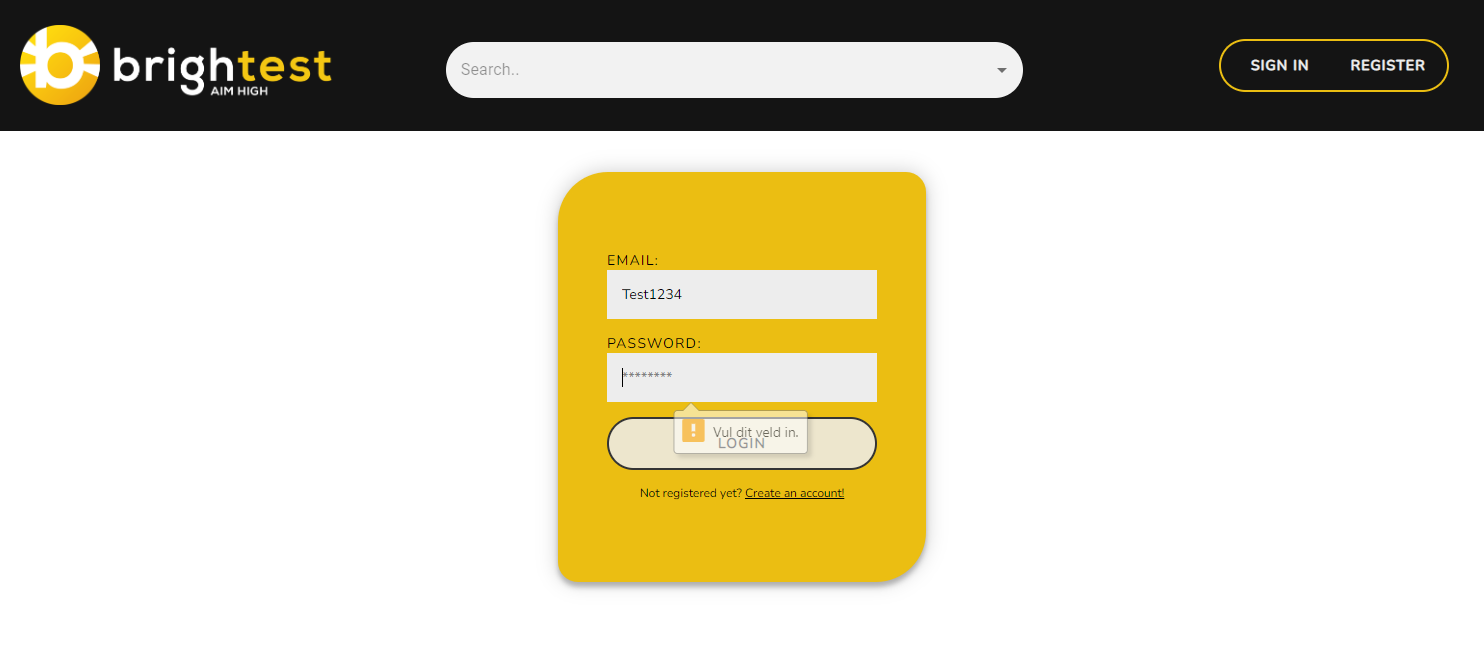 brightest
AIM HIGH
Search..
SIGN IN
REGISTER
EMAIL:
Test1234
PASSWORD:
********
Vul dit veld in.
LOGIN
Not registered yet? Create an account!